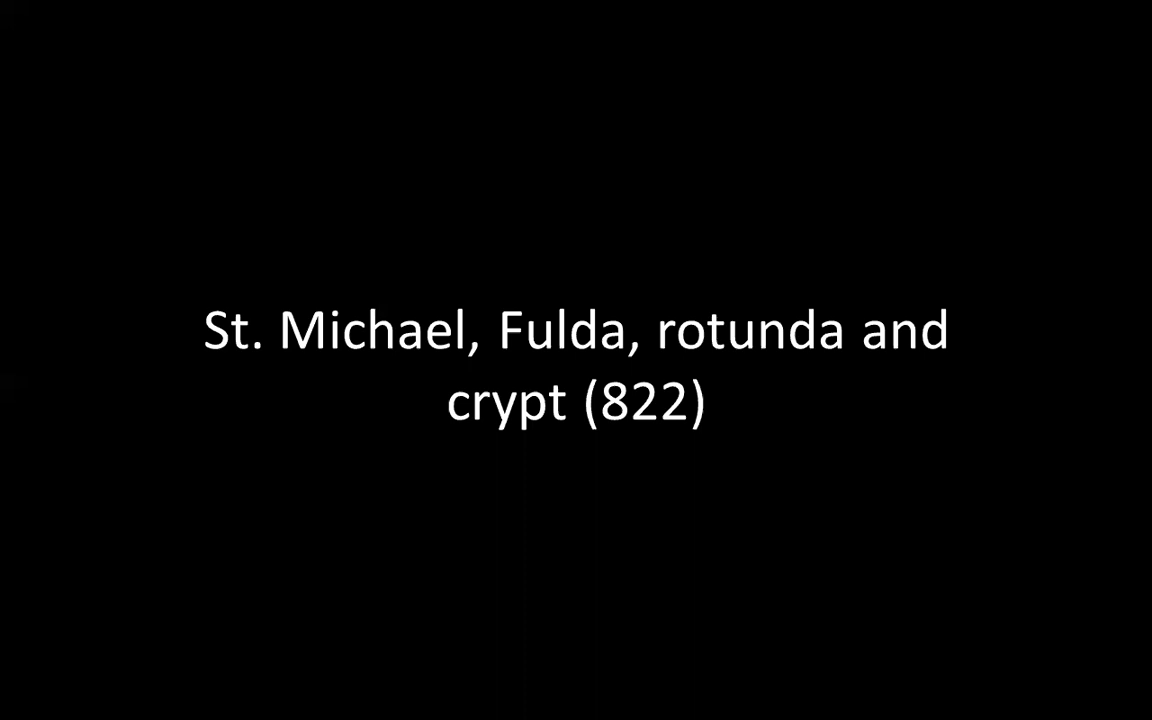 St. Michael, Fulda, rotunda and
crypt (822)